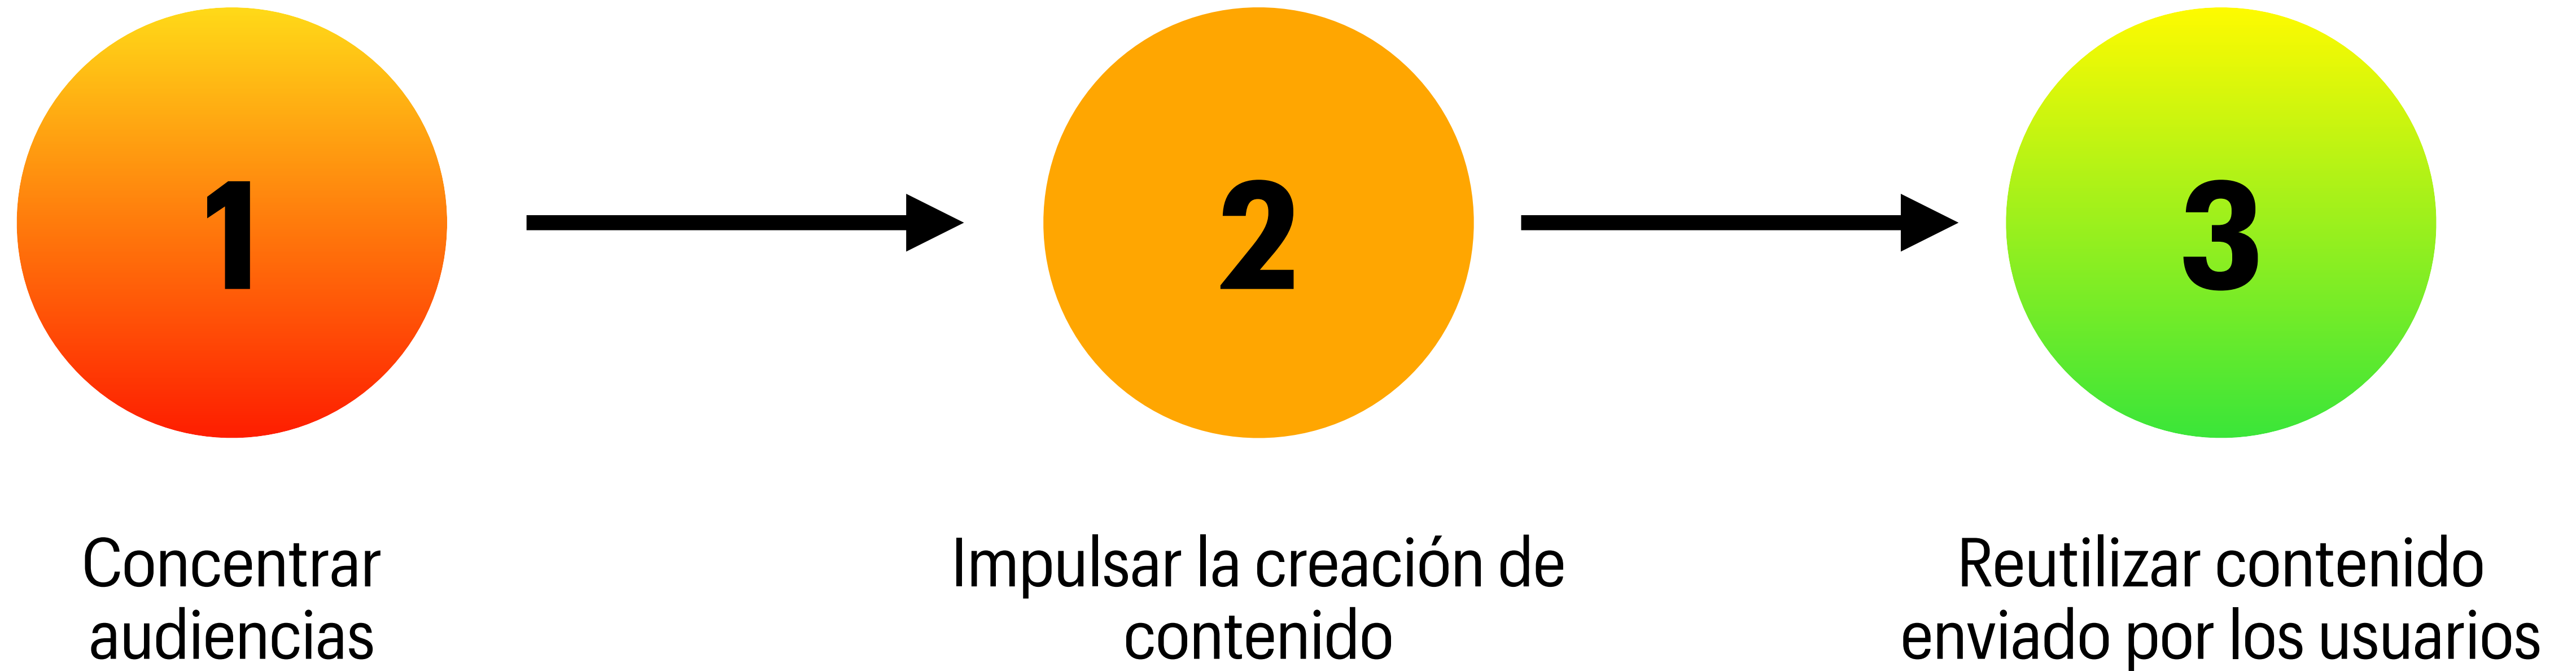 1
2
3
Concentrar
audiencias
Impulsar la creación de
contenido
Reutilizar contenido
enviado por los usuarios